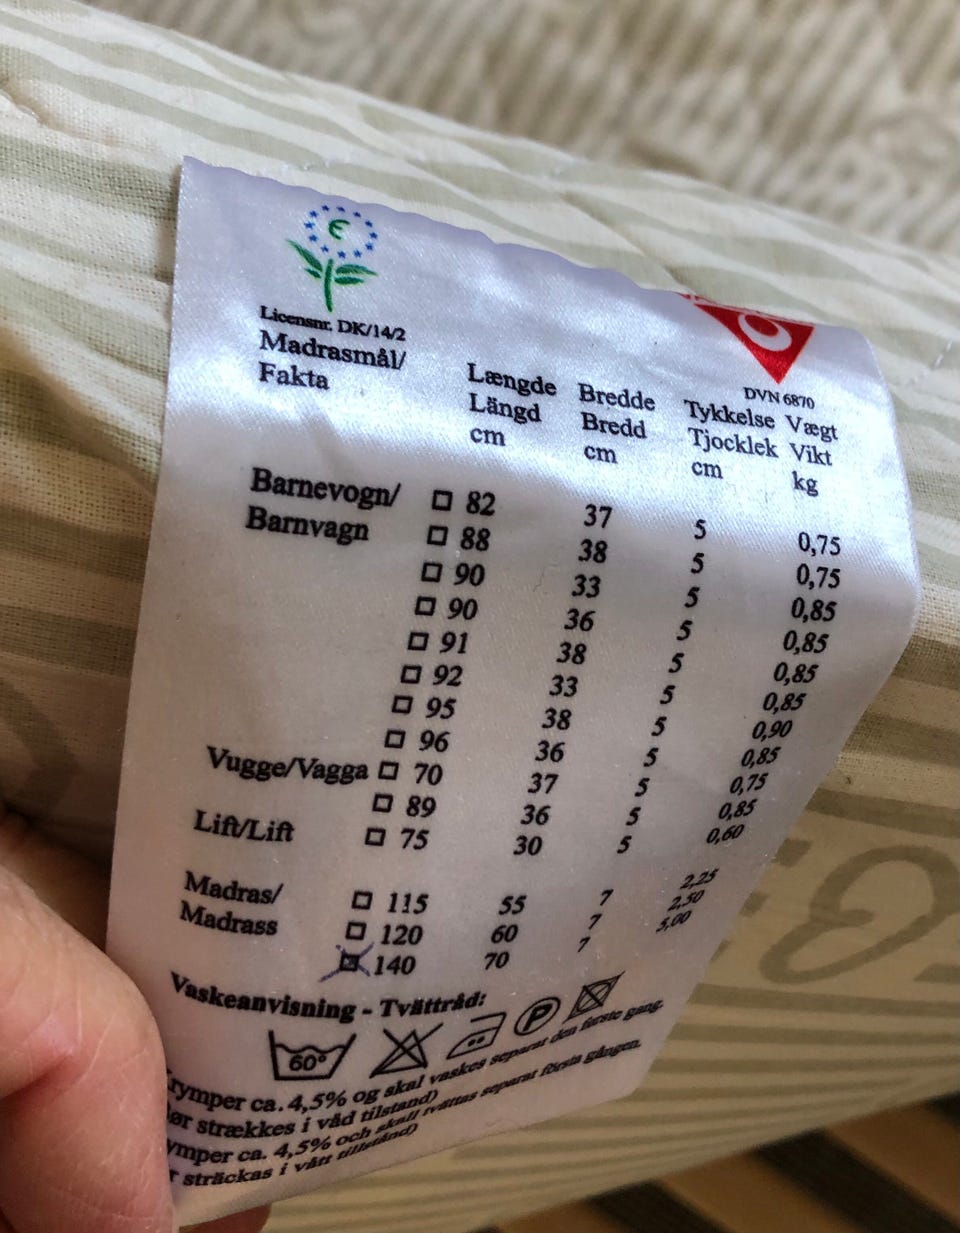 Licensnr. DK/14/2
DVN 6870
Madrasmål/ Længde Bredde Tykkelse Vægt
Fakta Längd Bredd Tjocklek Vikt
cm cm cm kg
Barnevogn/ 82 37 5 0,75
Barnvagn 88 38 5 0,75
90 33 5 0,85
90 36 5 0,85
91 38 5 0,85
92 33 5 0,85
95 38 5 0,90
96 36 5 0,85
Vugge/Vagga 70 37 5 0,75
89 36 5 0,85
Lift/Lift 75 30 5 0,60
Madras/ 115 55 7 2,25
Madrass 120 60 7 2,50
140 70 7 5,00
Vaskeanvisning - Tvättråd:
60° P
rymper ca. 4,5% og skal vaskes separat den første gang.
ør strækkes i våd tilstand)
ymper ca. 4,5% och skall tvättas separat första gången.
r sträckas i vått tillstånd)